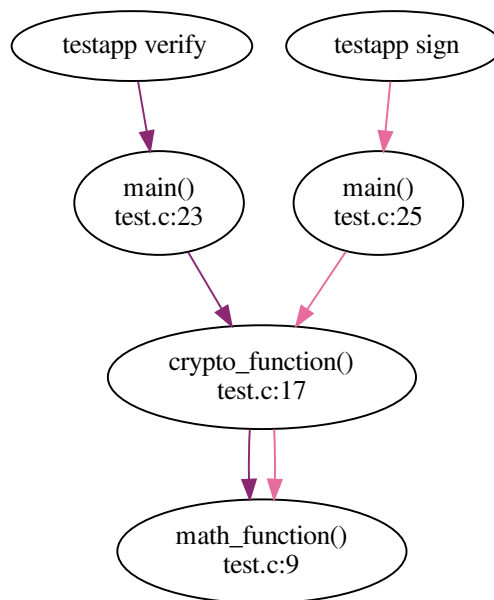 testapp verify
testapp sign
main()
test.c:23
main()
test.c:25
crypto_function()
test.c:17
math_function()
test.c:9